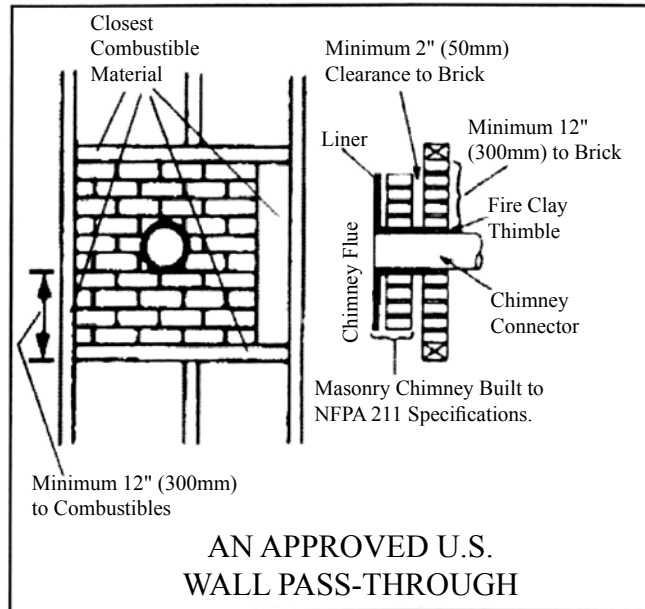 Closest
Combustible
Material
Minimum 2" (50mm)
Clearance to Brick
Minimum 12"
(300mm) to Brick
Liner
Fire Clay
Thimble
Chimney Flue
Chimney
Connector
Masonry Chimney Built to
NFPA 211 Specifications.
Minimum 12" (300mm)
to Combustibles
AN APPROVED U.S.
WALL PASS-THROUGH